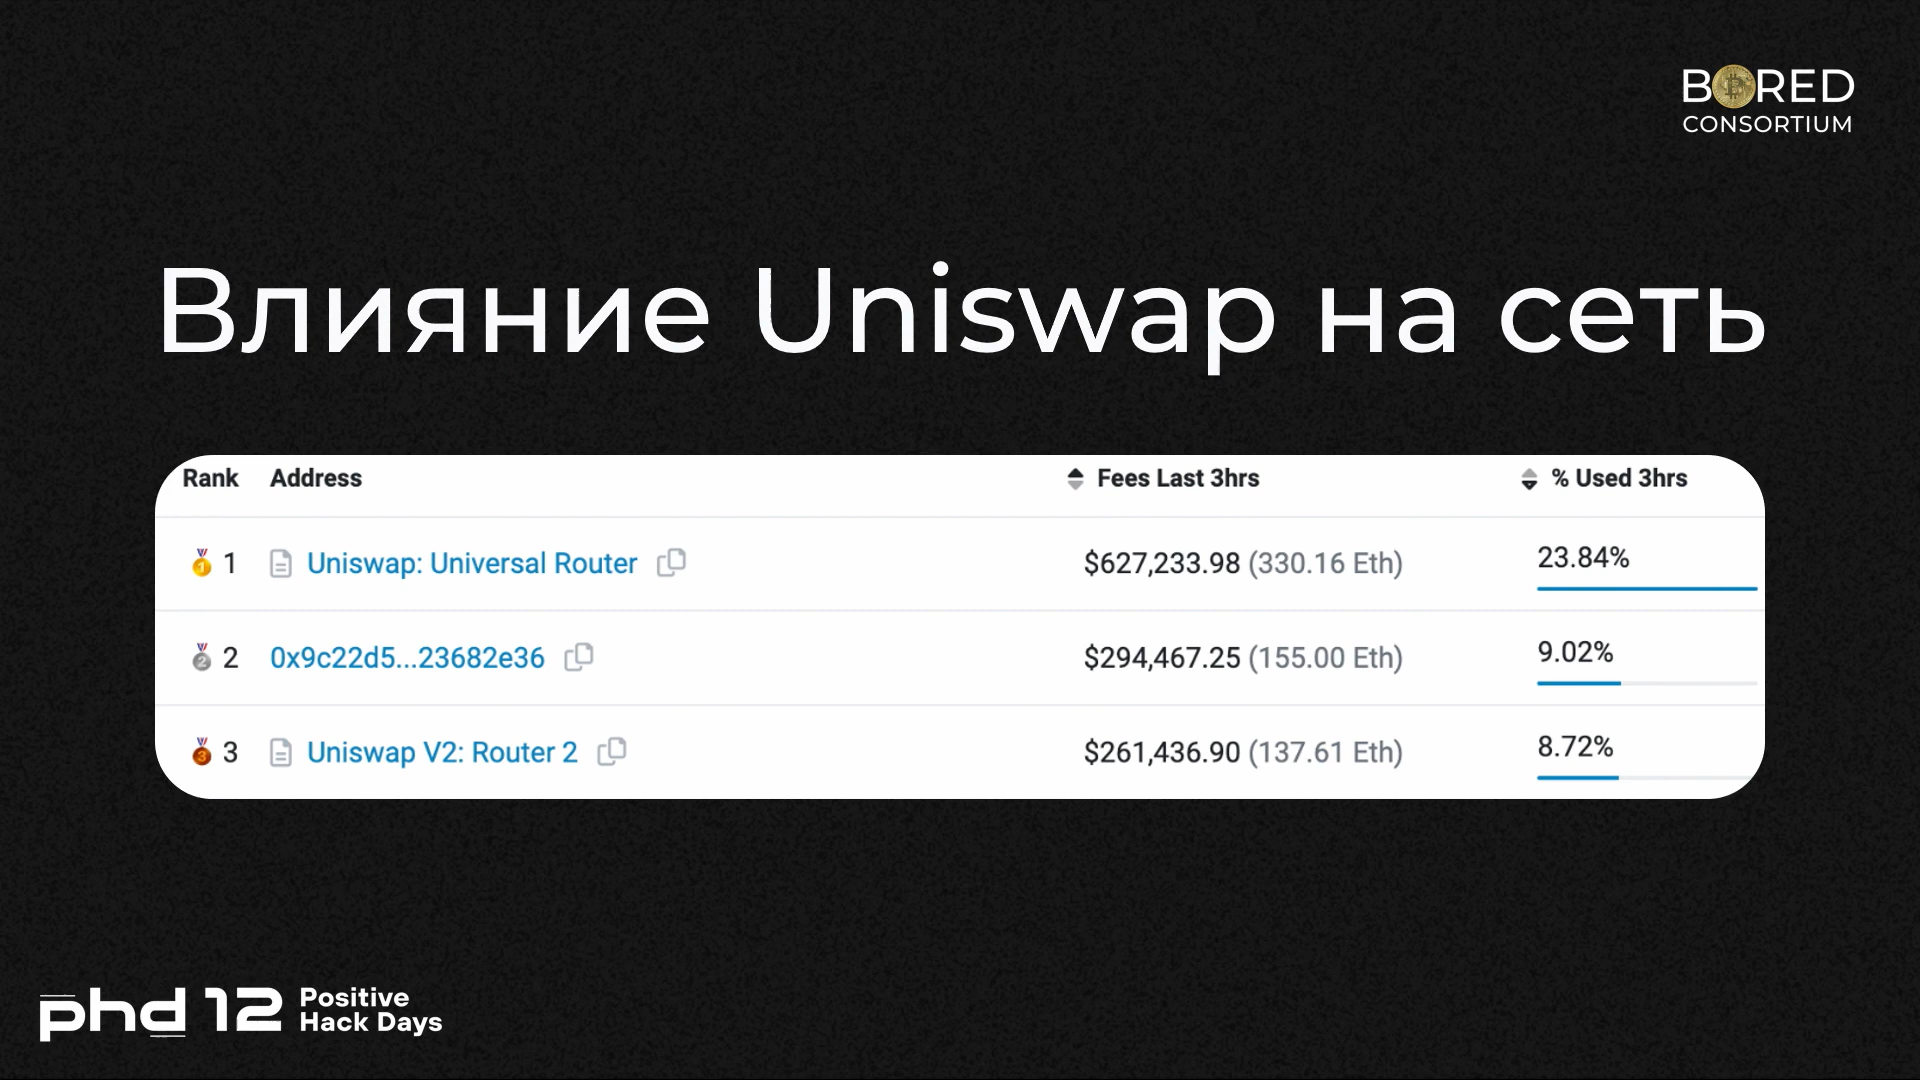 BORED
CONSORTIUM
Влияние Uniswap на сеть
Rank Address Fees Last 3hrs % Used 3hrs
1 Uniswap: Universal Router $627,233.98 (330.16 Eth) 23.84%
2 0x9c22d5...23682e36 $294,467.25 (155.00 Eth) 9.02%
3 Uniswap V2: Router 2 $261,436.90 (137.61 Eth) 8.72%
phd 12 Positive
Hack Days